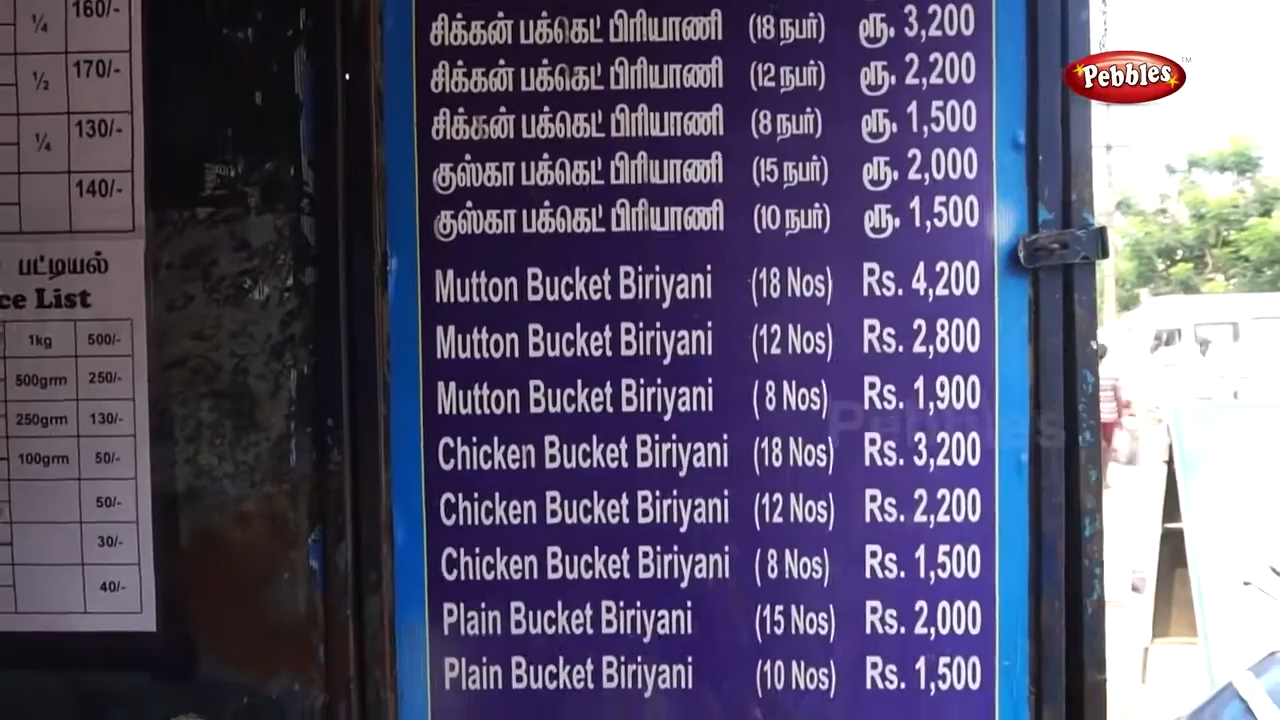 ¼ 160/-
½ 170/-
¼ 130/-
140/-
பட்டியல்
ce List
1kg 500/-
500grm 250/-
250grm 130/-
100grm 50/-
50/-
30/-
40/-
சிக்கன் பக்கெட் பிரியாணி (18 நபர்) ரூ. 3,200
சிக்கன் பக்கெட் பிரியாணி (12 நபர்) ரூ. 2,200
சிக்கன் பக்கெட் பிரியாணி (8 நபர்) ரூ. 1,500
குஸ்கா பக்கெட் பிரியாணி (15 நபர்) ரூ. 2,000
குஸ்கா பக்கெட் பிரியாணி (10 நபர்) ரூ. 1,500
Mutton Bucket Biriyani (18 Nos) Rs. 4,200
Mutton Bucket Biriyani (12 Nos) Rs. 2,800
Mutton Bucket Biriyani ( 8 Nos) Rs. 1,900
Chicken Bucket Biriyani (18 Nos) Rs. 3,200
Chicken Bucket Biriyani (12 Nos) Rs. 2,200
Chicken Bucket Biriyani ( 8 Nos) Rs. 1,500
Plain Bucket Biriyani (15 Nos) Rs. 2,000
Plain Bucket Biriyani (10 Nos) Rs. 1,500
Pebbles™
Pebbles